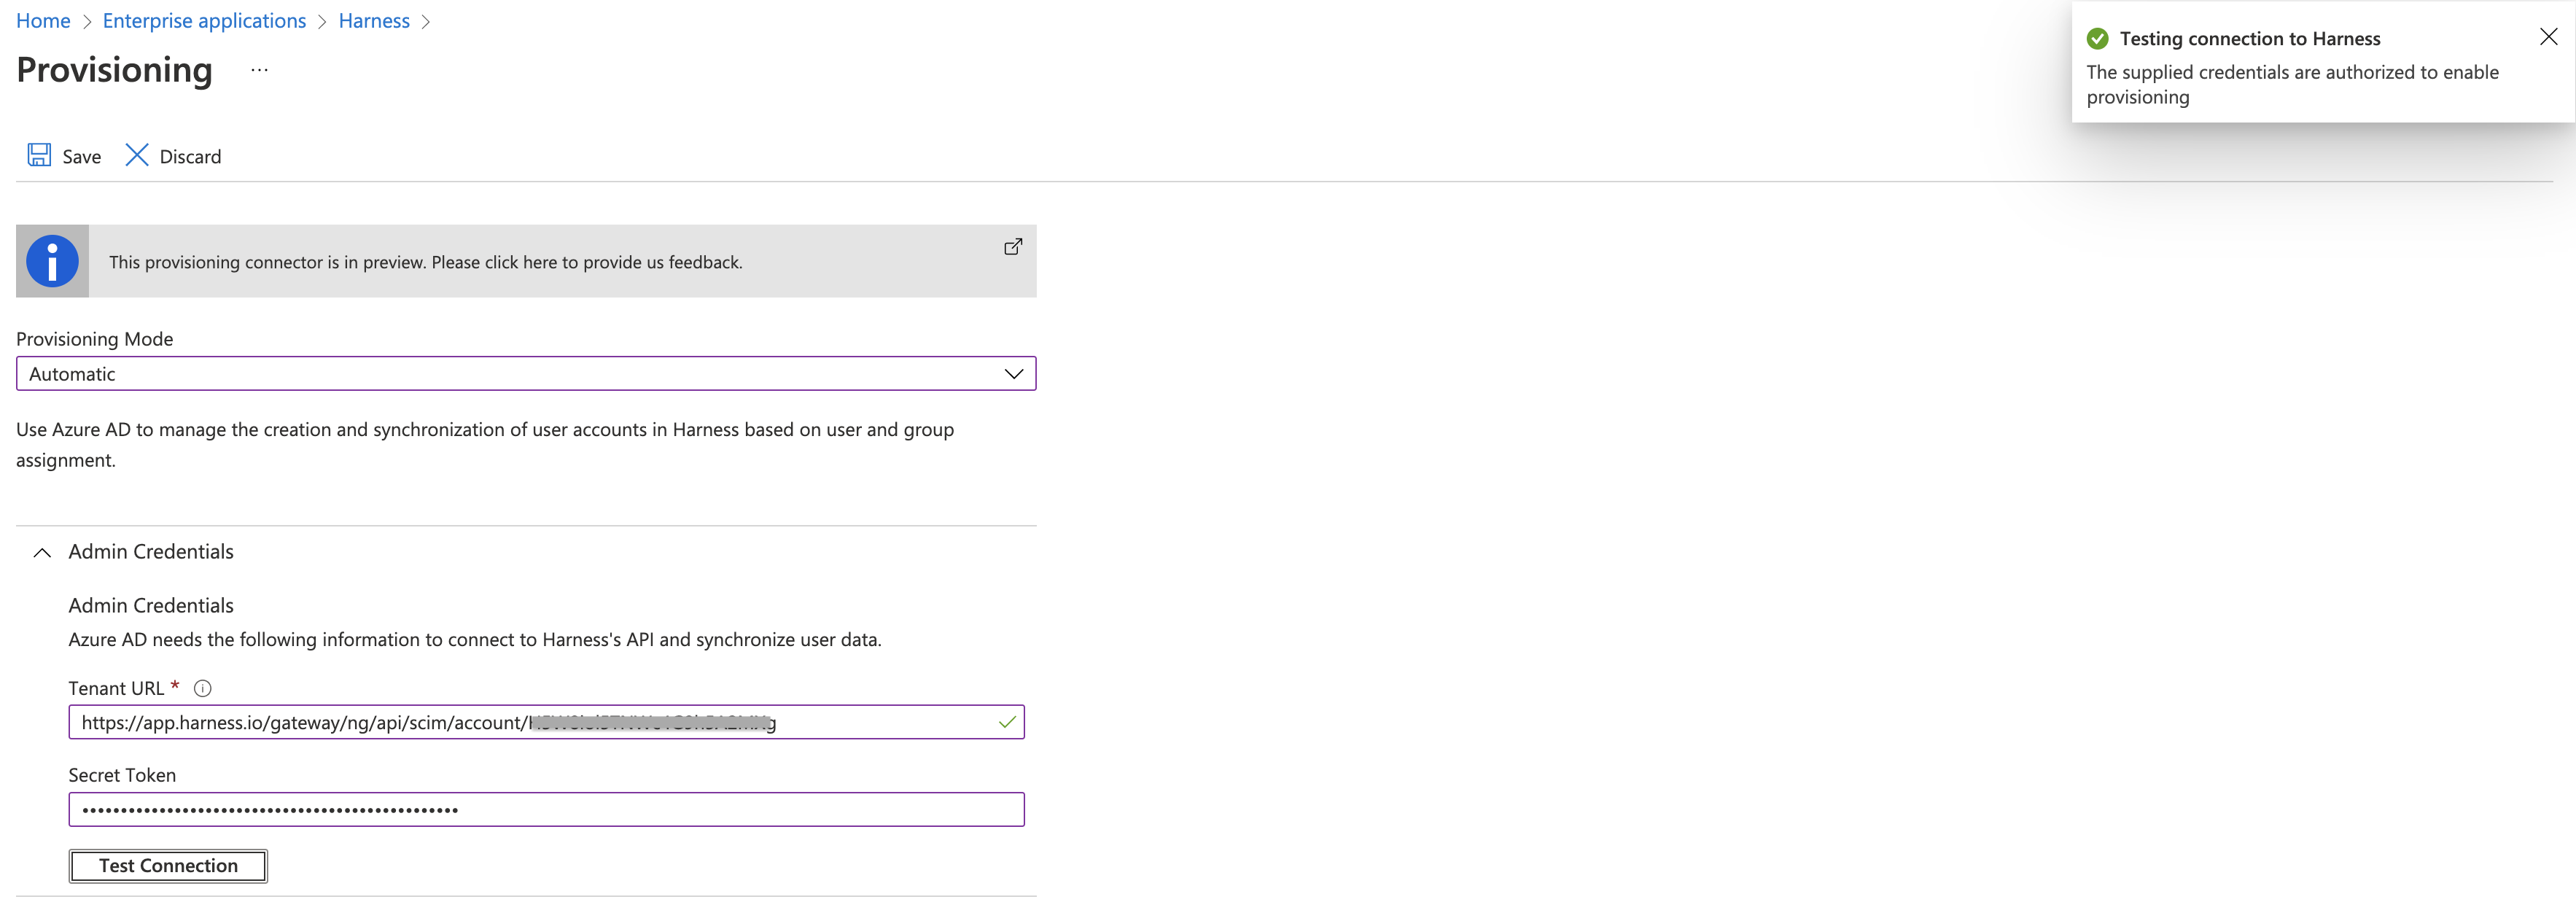 Home > Enterprise applications > Harness >
Provisioning ...
Testing connection to Harness
The supplied credentials are authorized to enable
provisioning
Save Discard
This provisioning connector is in preview. Please click here to provide us feedback.
Provisioning Mode
Automatic
Use Azure AD to manage the creation and synchronization of user accounts in Harness based on user and group
assignment.
Admin Credentials
Admin Credentials
Azure AD needs the following information to connect to Harness's API and synchronize user data.
Tenant URL *
https://app.harness.io/gateway/ng/api/scim/account/
Secret Token
Test Connection